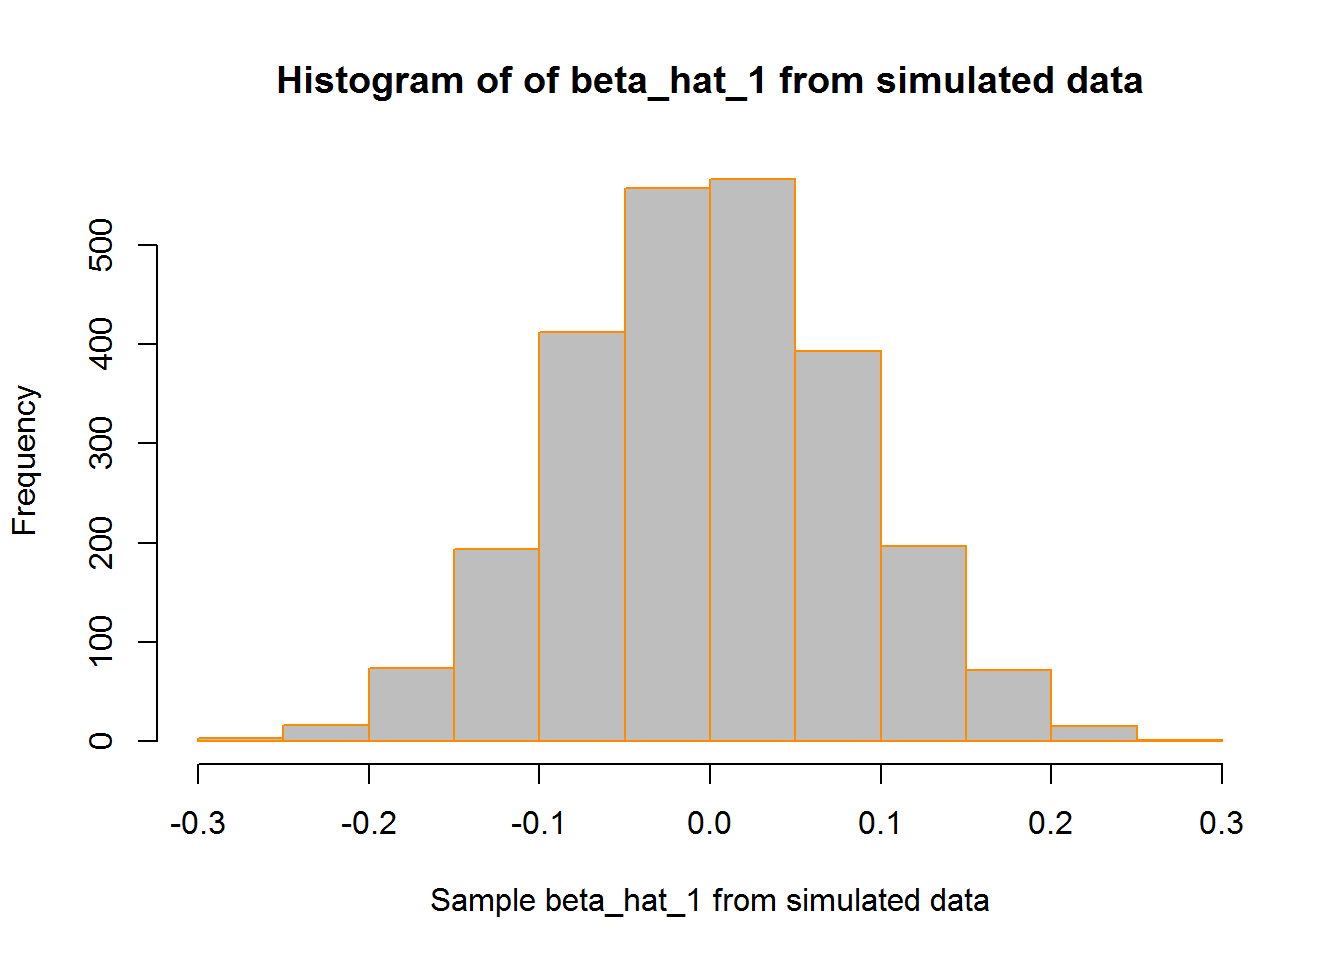 Histogram of of beta_hat_1 from simulated data
Frequency
500
400
300
200
100
0
-0.3 -0.2 -0.1 0.0 0.1 0.2 0.3
Sample beta_hat_1 from simulated data